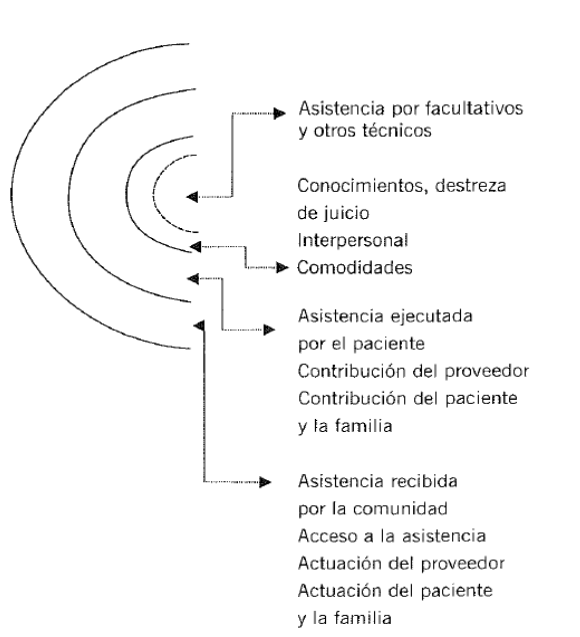 Asistencia por facultativos
y otros técnicos
Conocimientos, destreza
de juicio
Interpersonal
Comodidades
Asistencia ejecutada
por el paciente
Contribución del proveedor
Contribución del paciente
y la familia
Asistencia recibida
por la comunidad
Acceso a la asistencia
Actuación del proveedor
Actuación del paciente
y la familia